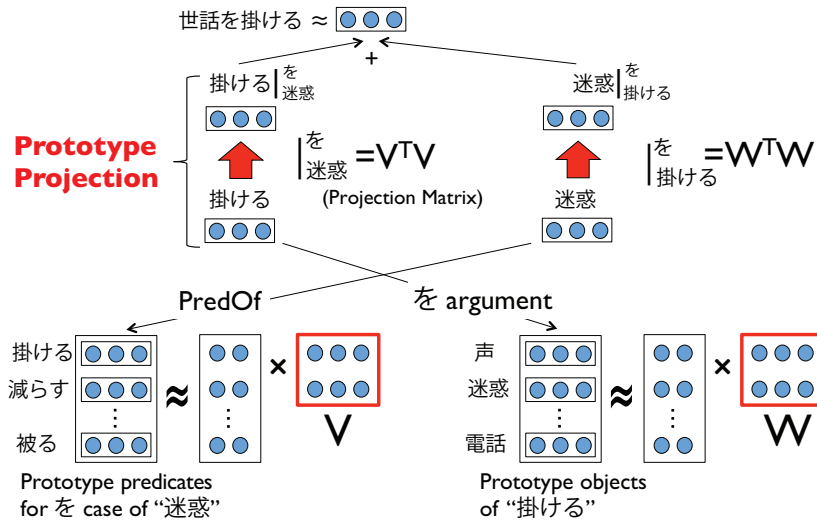 世話を掛ける ≈
+
掛ける|を迷惑
迷惑|を掛ける
Prototype
Projection
|を迷惑 =VᵀV
(Projection Matrix)
|を掛ける =WᵀW
掛ける
迷惑
PredOf
を argument
掛ける
減らす
⋮
被る
≈
⋮
×
V
声
迷惑
⋮
電話
≈
⋮
×
W
Prototype predicates
for を case of “迷惑”
Prototype objects
of “掛ける”